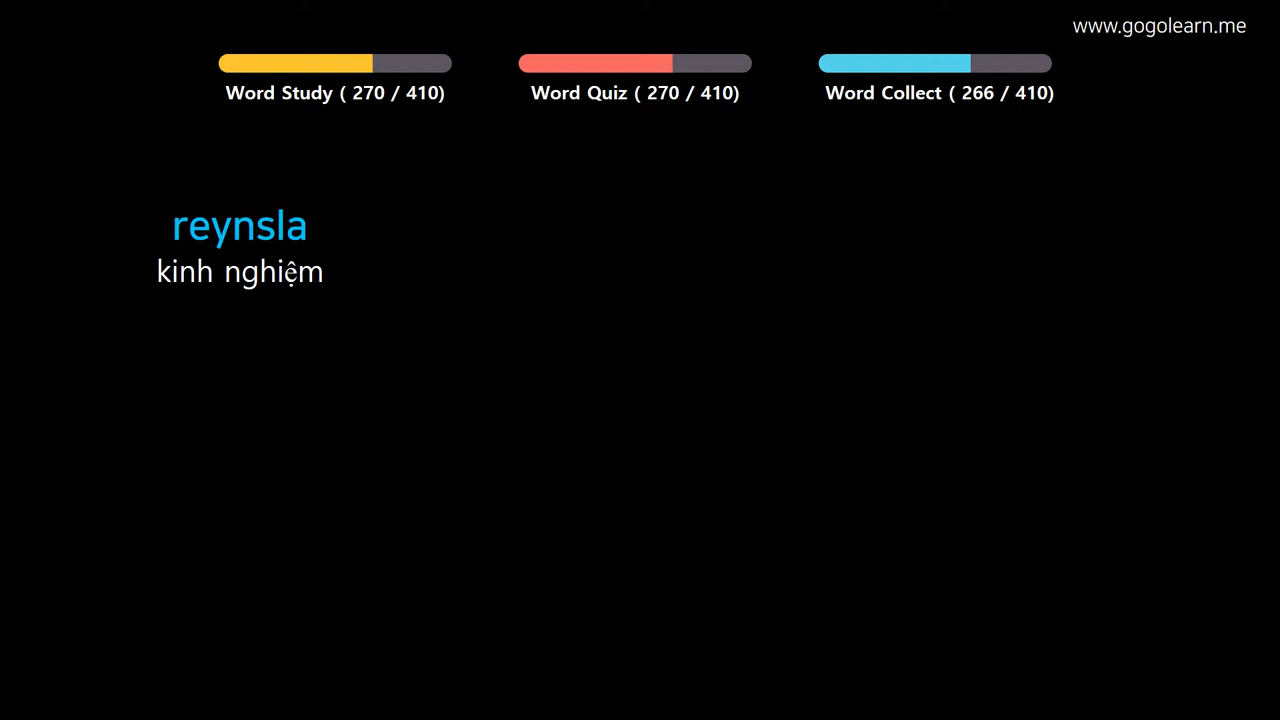 www.gogolearn.me
Word Study ( 270 / 410)
Word Quiz ( 270 / 410)
Word Collect ( 266 / 410)
reynsla
kinh nghiệm